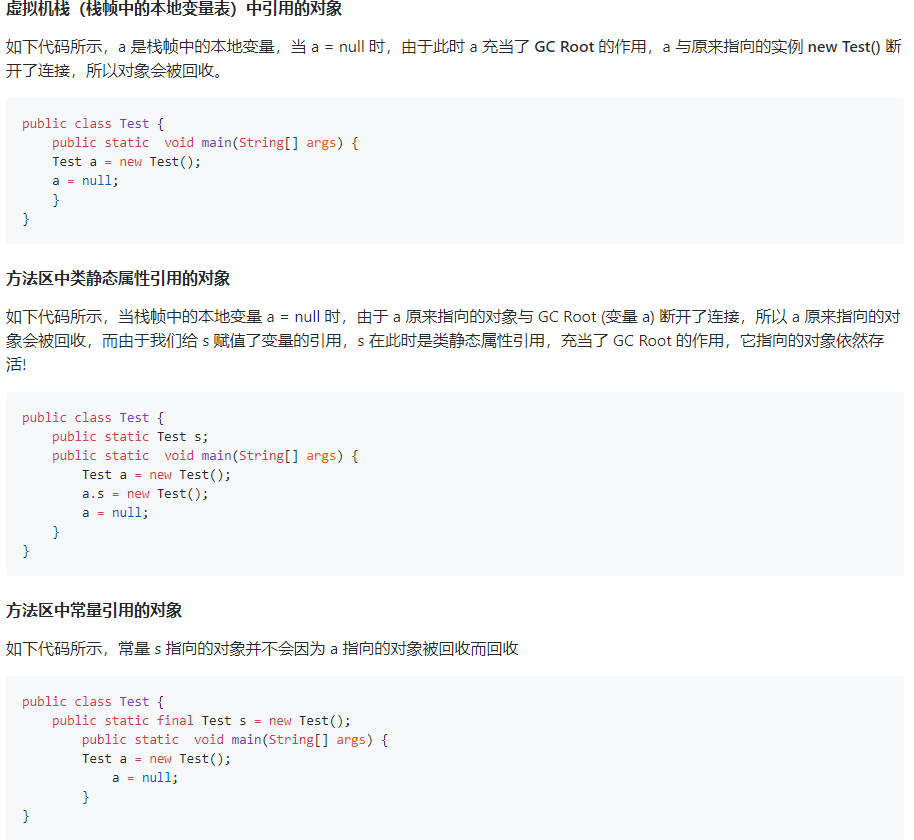 虚拟机栈（栈帧中的本地变量表）中引用的对象
如下代码所示，a 是栈帧中的本地变量，当 a = null 时，由于此时 a 充当了 GC Root 的作用，a 与原来指向的实例 new Test() 断
开了连接，所以对象会被回收。
public class Test {
    public static  void main(String[] args) {
    Test a = new Test();
    a = null;
    }
}
方法区中类静态属性引用的对象
如下代码所示，当栈帧中的本地变量 a = null 时，由于 a 原来指向的对象与 GC Root (变量 a) 断开了连接，所以 a 原来指向的对
象会被回收，而由于我们给 s 赋值了变量的引用，s 在此时是类静态属性引用，充当了 GC Root 的作用，它指向的对象依然存
活!
public class Test {
    public static Test s;
    public static  void main(String[] args) {
        Test a = new Test();
        a.s = new Test();
        a = null;
    }
}
方法区中常量引用的对象
如下代码所示，常量 s 指向的对象并不会因为 a 指向的对象被回收而回收
public class Test {
    public static final Test s = new Test();
        public static  void main(String[] args) {
        Test a = new Test();
            a = null;
        }
}